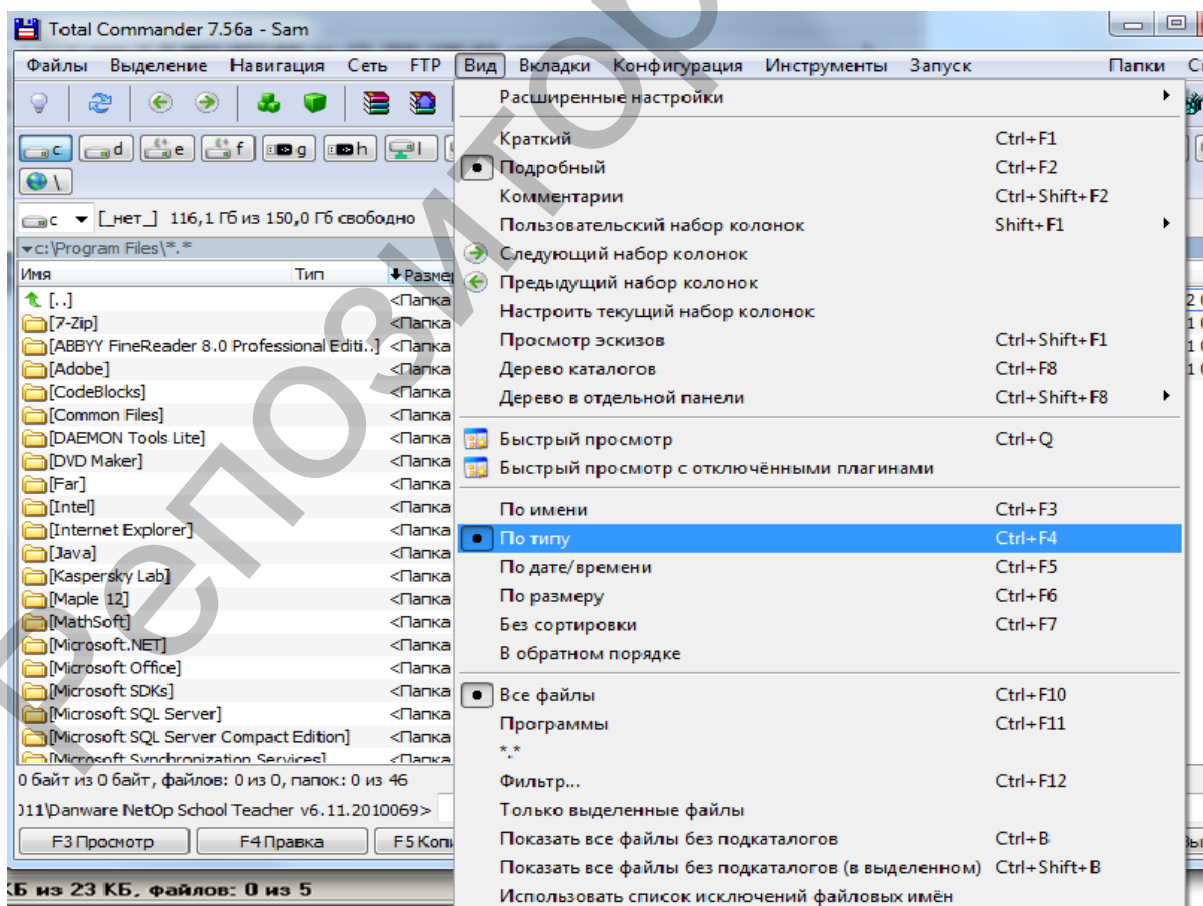 Total Commander 7.56a - Sam
Файлы Выделение Навигация Сеть FTP Вид Вкладки Конфигурация Инструменты Запуск Папки
c d e f g h l
\
c [_нет_] 116,1 Гб из 150,0 Гб свободно
c:\Program Files\*.*
Имя Тип Размер
[..] <Папка
[7-Zip] <Папка
[ABBYY FineReader 8.0 Professional Editi..] <Папка
[Adobe] <Папка
[CodeBlocks] <Папка
[Common Files] <Папка
[DAEMON Tools Lite] <Папка
[DVD Maker] <Папка
[Far] <Папка
[Intel] <Папка
[Internet Explorer] <Папка
[Java] <Папка
[Kaspersky Lab] <Папка
[Maple 12] <Папка
[MathSoft] <Папка
[Microsoft.NET] <Папка
[Microsoft Office] <Папка
[Microsoft SDKs] <Папка
[Microsoft SQL Server] <Папка
[Microsoft SQL Server Compact Edition] <Папка
[Microsoft Synchronization Services] <Папка
0 байт из 0 байт, файлов: 0 из 0, папок: 0 из 46
011\Danware NetOp School Teacher v6.11.2010069>
F3 Просмотр F4 Правка F5 Копи
КБ из 23 КБ, файлов: 0 из 5
Расширенные настройки
Краткий Ctrl+F1
Подробный Ctrl+F2
Комментарии Ctrl+Shift+F2
Пользовательский набор колонок Shift+F1
Следующий набор колонок
Предыдущий набор колонок
Настроить текущий набор колонок
Просмотр эскизов Ctrl+Shift+F1
Дерево каталогов Ctrl+F8
Дерево в отдельной панели Ctrl+Shift+F8
Быстрый просмотр Ctrl+Q
Быстрый просмотр с отключёнными плагинами
По имени Ctrl+F3
По типу Ctrl+F4
По дате/времени Ctrl+F5
По размеру Ctrl+F6
Без сортировки Ctrl+F7
В обратном порядке
Все файлы Ctrl+F10
Программы Ctrl+F11
*.*
Фильтр... Ctrl+F12
Только выделенные файлы
Показать все файлы без подкаталогов Ctrl+B
Показать все файлы без подкаталогов (в выделенном) Ctrl+Shift+B
Использовать список исключений файловых имён
Репозитор